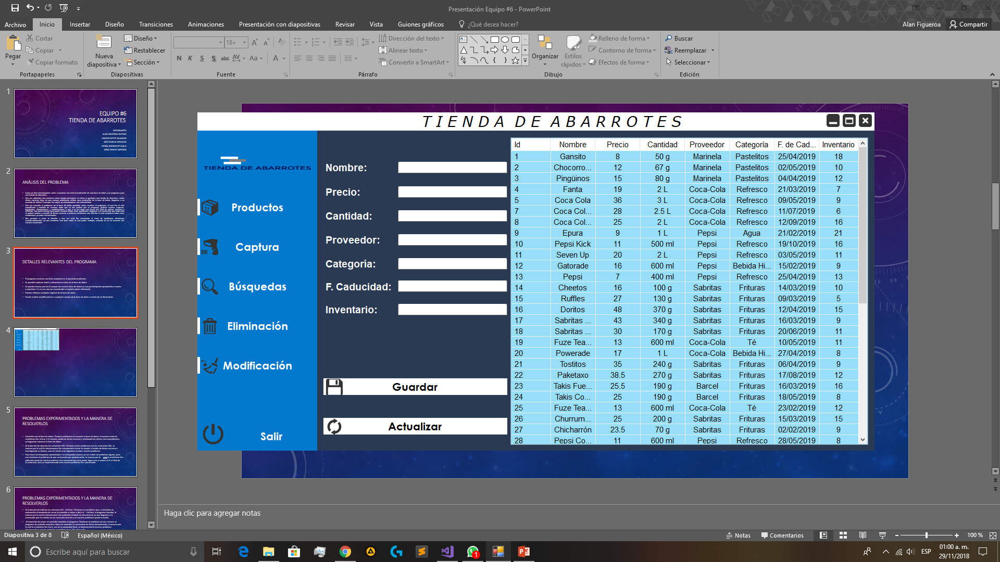 Presentación Equipo #6 - PowerPoint
Archivo Inicio Insertar Diseño Transiciones Animaciones Presentación con diapositivas Revisar Vista Guiones gráficos ¿Qué desea hacer? Alan Figueroa Compartir
Pegar Cortar Copiar Copiar formato Portapapeles
Nueva diapositiva Diseño Restablecer Sección Diapositivas
18+ N K S S abc AV Aa A Fuente
Dirección del texto Alinear texto Convertir a SmartArt Párrafo
Organizar Estilos rápidos Relleno de forma Contorno de forma Efectos de forma Dibujo
Buscar Reemplazar Seleccionar Edición
1
EQUIPO #6
TIENDA DE ABARROTES
INTEGRANTES:
ALAN FIGUEROA IGLESIAS
CAMPOS REYES SALVADOR
ARCE GARCIA OSWALDO
SIERRA RODRIGUEZ KARLA
VIERA GOMEZ ANTONIO
2
ANÁLISIS DEL PROBLEMA
3
DETALLES RELEVANTES DEL PROGRAMA
4
5
PROBLEMAS EXPERIMENTADOS Y LA MANERA DE
RESOLVERLOS
6
PROBLEMAS EXPERIMENTADOS Y LA MANERA DE
RESOLVERLOS
TIENDA DE ABARROTES
TIENDA DE ABARROTES
Productos
Captura
Búsquedas
Eliminación
Modificación
Salir
Nombre:
Precio:
Cantidad:
Proveedor:
Categoría:
F. Caducidad:
Inventario:
Guardar
Actualizar
Id Nombre Precio Cantidad Proveedor Categoría F. de Cad... Inventario
1 Gansito 8 50 g Marinela Pastelitos 25/04/2019 18
2 Chocorro... 12 67 g Marinela Pastelitos 02/05/2019 10
3 Pingüinos 15 80 g Marinela Pastelitos 04/04/2019 12
4 Fanta 19 2 L Coca-Cola Refresco 21/03/2019 7
5 Coca Cola 36 3 L Coca-Cola Refresco 09/05/2019 9
7 Coca Col... 28 2.5 L Coca-Cola Refresco 11/07/2019 6
8 Coca Col... 25 2 L Coca-Cola Refresco 12/09/2019 16
9 Epura 9 1 L Pepsi Agua 21/02/2019 21
10 Pepsi Kick 11 500 ml Pepsi Refresco 19/10/2019 16
11 Seven Up 20 2 L Pepsi Refresco 03/05/2019 11
12 Gatorade 16 600 ml Pepsi Bebida Hi... 15/02/2019 9
13 Pepsi 7 400 ml Pepsi Refresco 25/04/2019 13
14 Cheetos 16 100 g Sabritas Frituras 14/03/2019 10
15 Ruffles 27 130 g Sabritas Frituras 09/03/2019 5
16 Doritos 48 370 g Sabritas Frituras 12/04/2019 15
17 Sabritas ... 43 340 g Sabritas Frituras 16/03/2019 9
18 Sabritas ... 30 170 g Sabritas Frituras 20/06/2019 11
19 Fuze Tea... 13 600 ml Coca-Cola Té 10/05/2019 11
20 Powerade 17 1 L Coca-Cola Bebida Hi... 27/04/2019 8
21 Tostitos 35 240 g Sabritas Frituras 06/04/2019 9
22 Paketaxo 38.5 270 g Sabritas Frituras 17/08/2019 12
23 Takis Fue... 25.5 190 g Barcel Frituras 16/03/2019 16
24 Takis Co... 25 190 g Barcel Frituras 18/05/2019 8
25 Fuze Tea... 13 600 ml Coca-Cola Té 23/02/2019 12
26 Churrum... 25 200 g Sabritas Frituras 15/03/2019 15
27 Chicharrón 23.5 70 g Sabritas Frituras 02/02/2019 9
28 Pepsi Co... 11 600 ml Pepsi Refresco 28/05/2019 8
Haga clic para agregar notas
Diapositiva 3 de 8 Español (México) Notas Comentarios 100 %
Escribe aquí para buscar 1 ESP 01:00 a. m.
29/11/2018